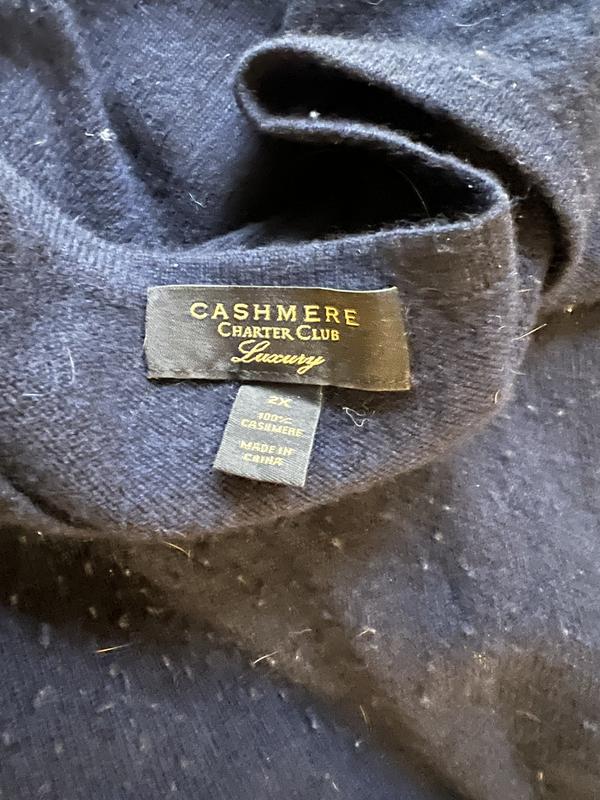 CASHMERE
CHARTER CLUB
Luxury
2X
100%
CASHMERE
MADE IN
CHINA